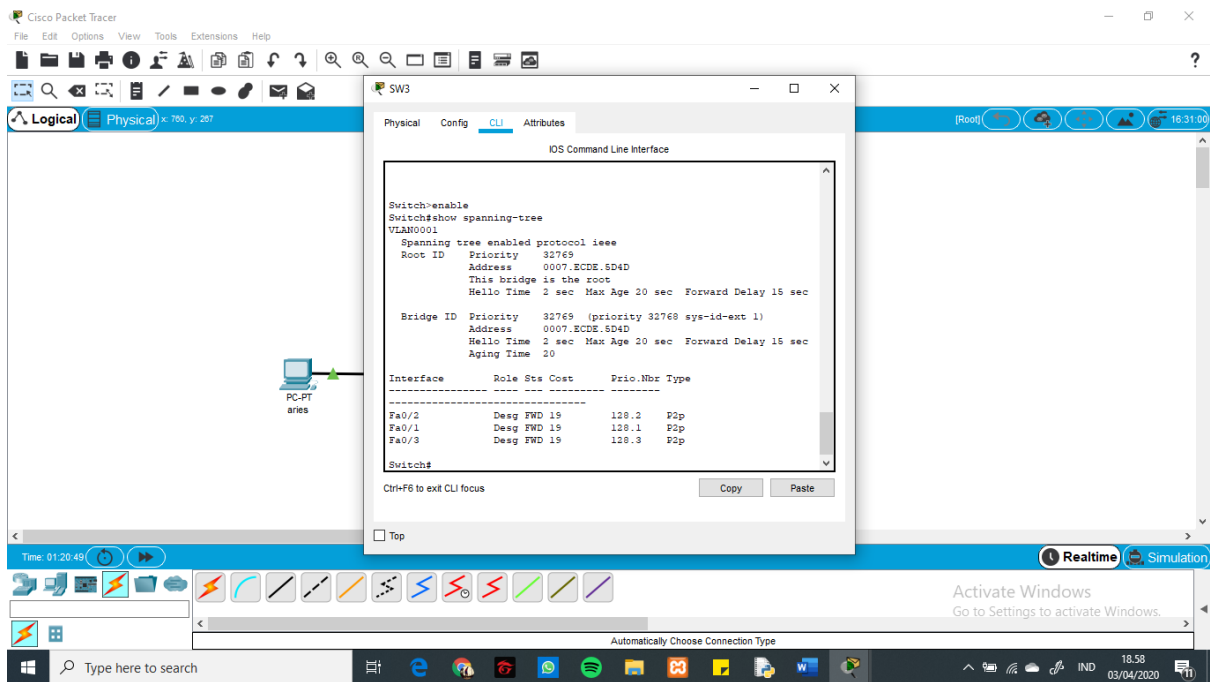 Cisco Packet Tracer
File Edit Options View Tools Extensions Help
?
SW3
Logical
Physical
x: 760, y: 267
[Root]
16:31:00
Physical Config CLI Attributes
IOS Command Line Interface
Switch>enable
Switch#show spanning-tree
VLAN0001
Spanning tree enabled protocol ieee
Root ID Priority 32769
Address 0007.ECDE.5D4D
This bridge is the root
Hello Time 2 sec Max Age 20 sec Forward Delay 15 sec
Bridge ID Priority 32769 (priority 32768 sys-id-ext 1)
Address 0007.ECDE.5D4D
Hello Time 2 sec Max Age 20 sec Forward Delay 15 sec
Aging Time 20
Interface Role Sts Cost Prio.Nbr Type
---------------- ---- --- --------- --------
--------------------------------
Fa0/2 Desg FWD 19 128.2 P2p
Fa0/1 Desg FWD 19 128.1 P2p
Fa0/3 Desg FWD 19 128.3 P2p
Switch#
PC-PT
aries
Ctrl+F6 to exit CLI focus
Copy Paste
Top
Time: 01:20:49
Realtime
Simulation
Activate Windows
Go to Settings to activate Windows.
Automatically Choose Connection Type
Type here to search
IND
18.58
03/04/2020
11